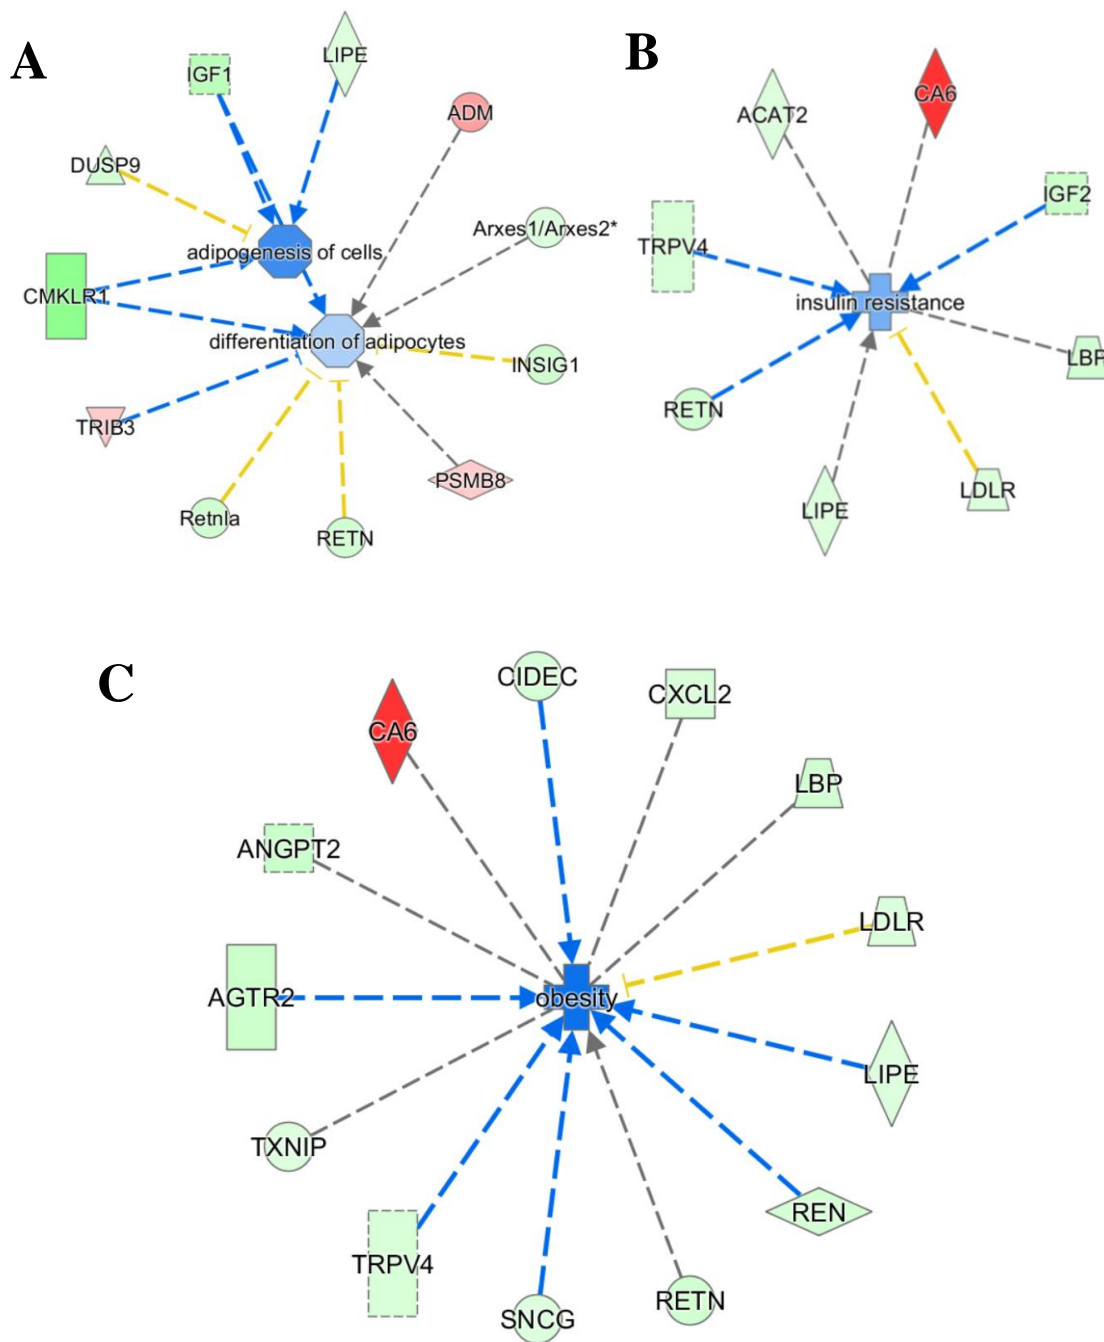 A
IGF1
LIPE
ADM
DUSP9
Arxes1/Arxes2*
adipogenesis of cells
CMKLR1
differentiation of adipocytes
INSIG1
TRIB3
PSMB8
Retnla
RETN
B
ACAT2
CA6
IGF2
TRPV4
insulin resistance
LBP
RETN
LDLR
LIPE
C
CIDEC
CXCL2
CA6
LBP
ANGPT2
LDLR
AGTR2
obesity
LIPE
TXNIP
REN
TRPV4
RETN
SNCG